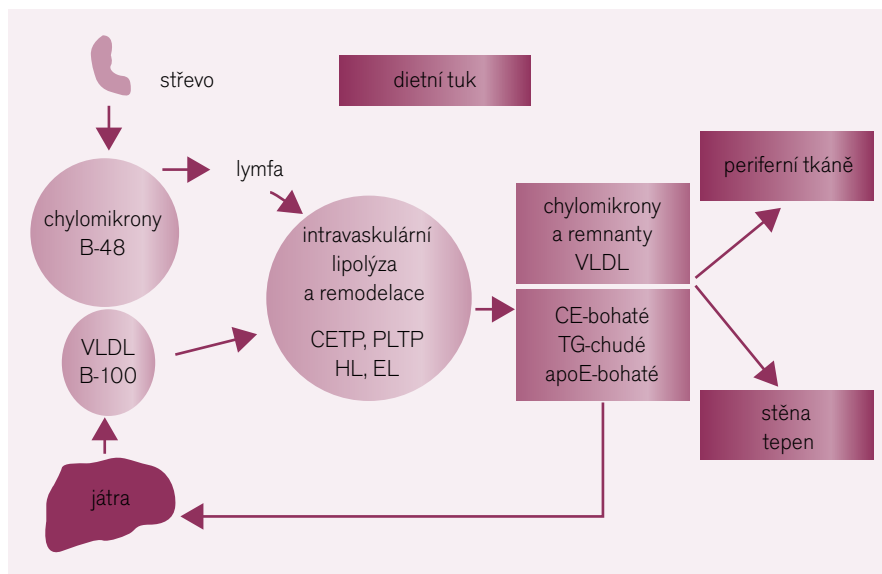 střevo
dietní tuk
lymfa
chylomikrony
B-48
VLDL
B-100
játra
intravaskulární
lipolýza
a remodelace
CETP, PLTP
HL, EL
chylomikrony
a remnanty
VLDL
CE-bohaté
TG-chudé
apoE-bohaté
periferní tkáně
stěna
tepen